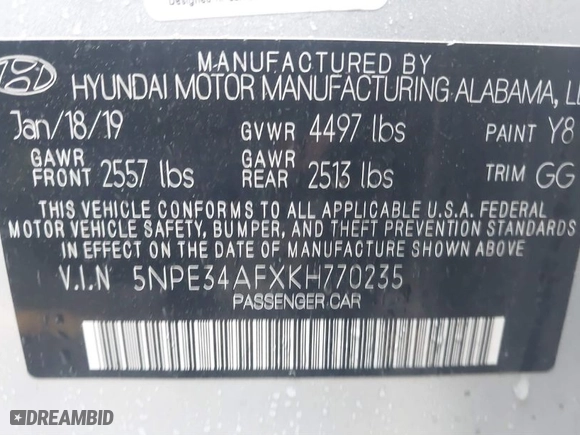 MANUFACTURED BY
HYUNDAI MOTOR MANUFACTURING ALABAMA,
Jan/18/19 GVWR 4497 lbs PAINT Y8
GAWR FRONT 2557 lbs GAWR REAR 2513 lbs TRIM GG
THIS VEHICLE CONFORMS TO ALL APPLICABLE U.S.A. FEDERAL
MOTOR VEHICLE SAFETY, BUMPER, AND THEFT PREVENTION STANDARDS
IN EFFECT ON THE DATE OF MANUFACTURE SHOWN ABOVE
V.I.N 5NPE34AFXKH770235
PASSENGER CAR
DREAMBID